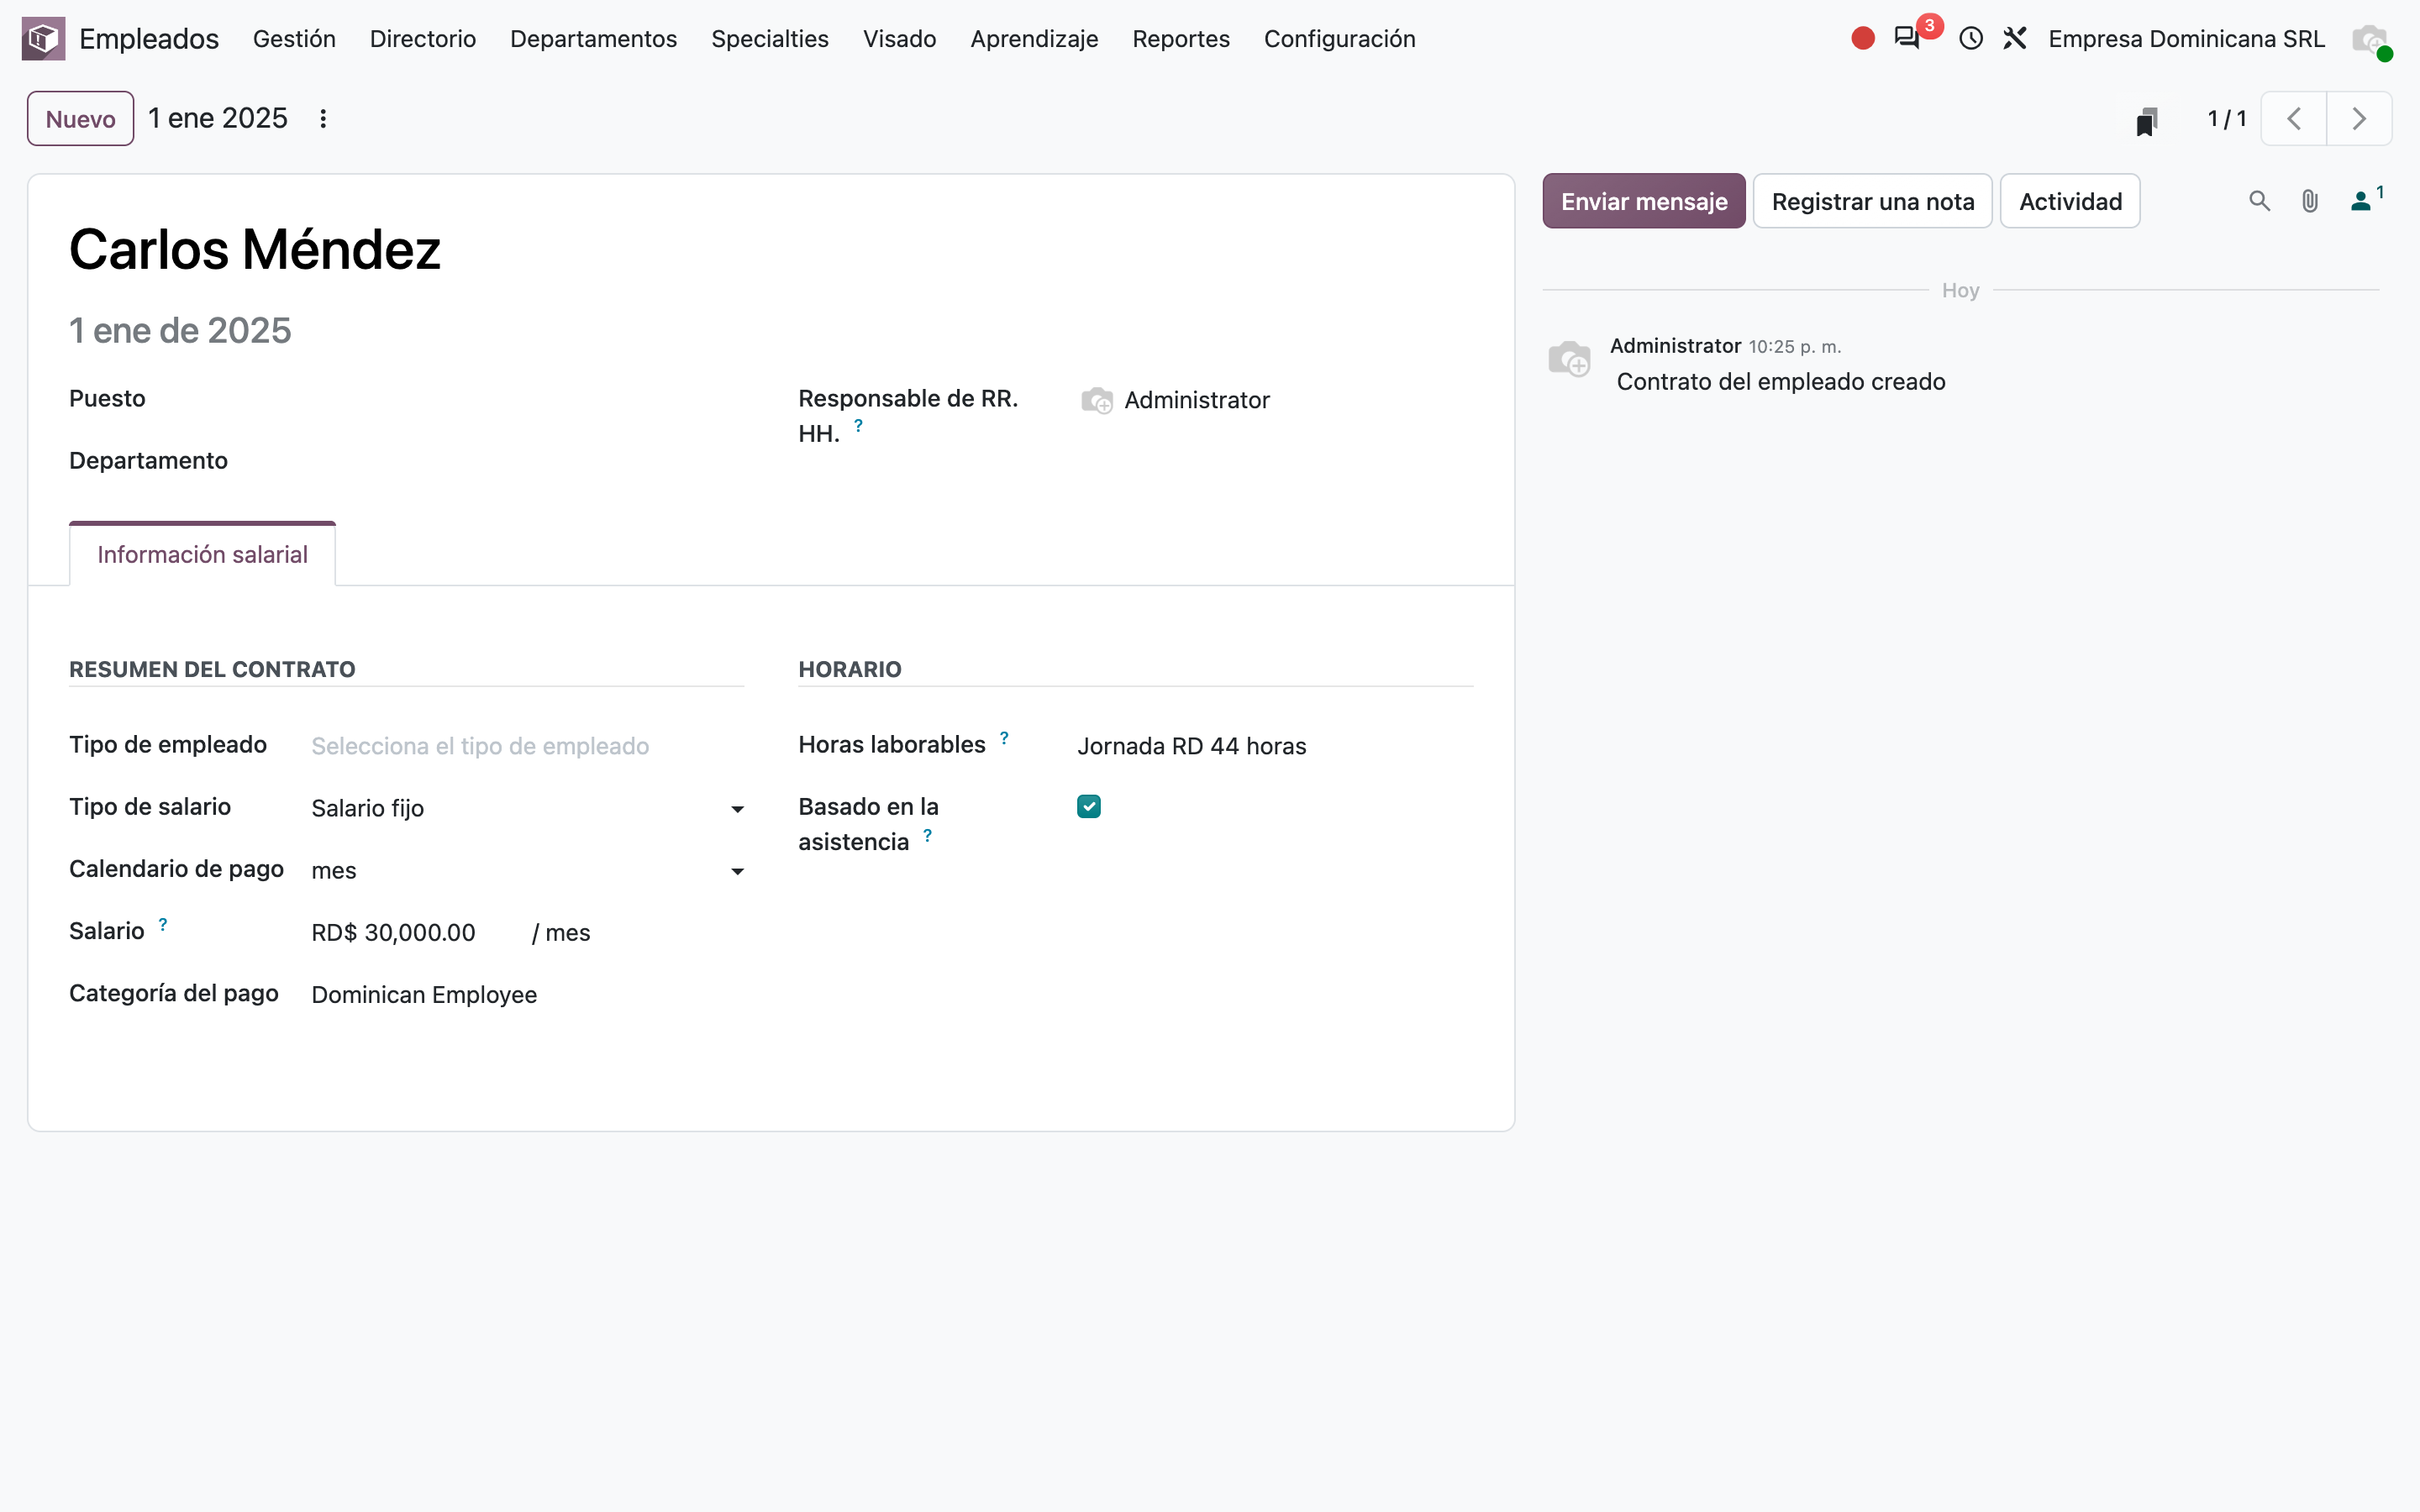 Empleados Gestión Directorio Departamentos Specialties Visado Aprendizaje Reportes Configuración 3 Empresa Dominicana SRL
Nuevo 1 ene 2025 1 / 1
Enviar mensaje Registrar una nota Actividad 1
Carlos Méndez
1 ene de 2025
Puesto
Departamento
Responsable de RR. HH. ? Administrator
Información salarial
RESUMEN DEL CONTRATO
Tipo de empleado Selecciona el tipo de empleado
Tipo de salario Salario fijo
Calendario de pago mes
Salario ? RD$ 30,000.00 / mes
Categoría del pago Dominican Employee
HORARIO
Horas laborables ? Jornada RD 44 horas
Basado en la
asistencia ?
Hoy
Administrator 10:25 p. m.
Contrato del empleado creado